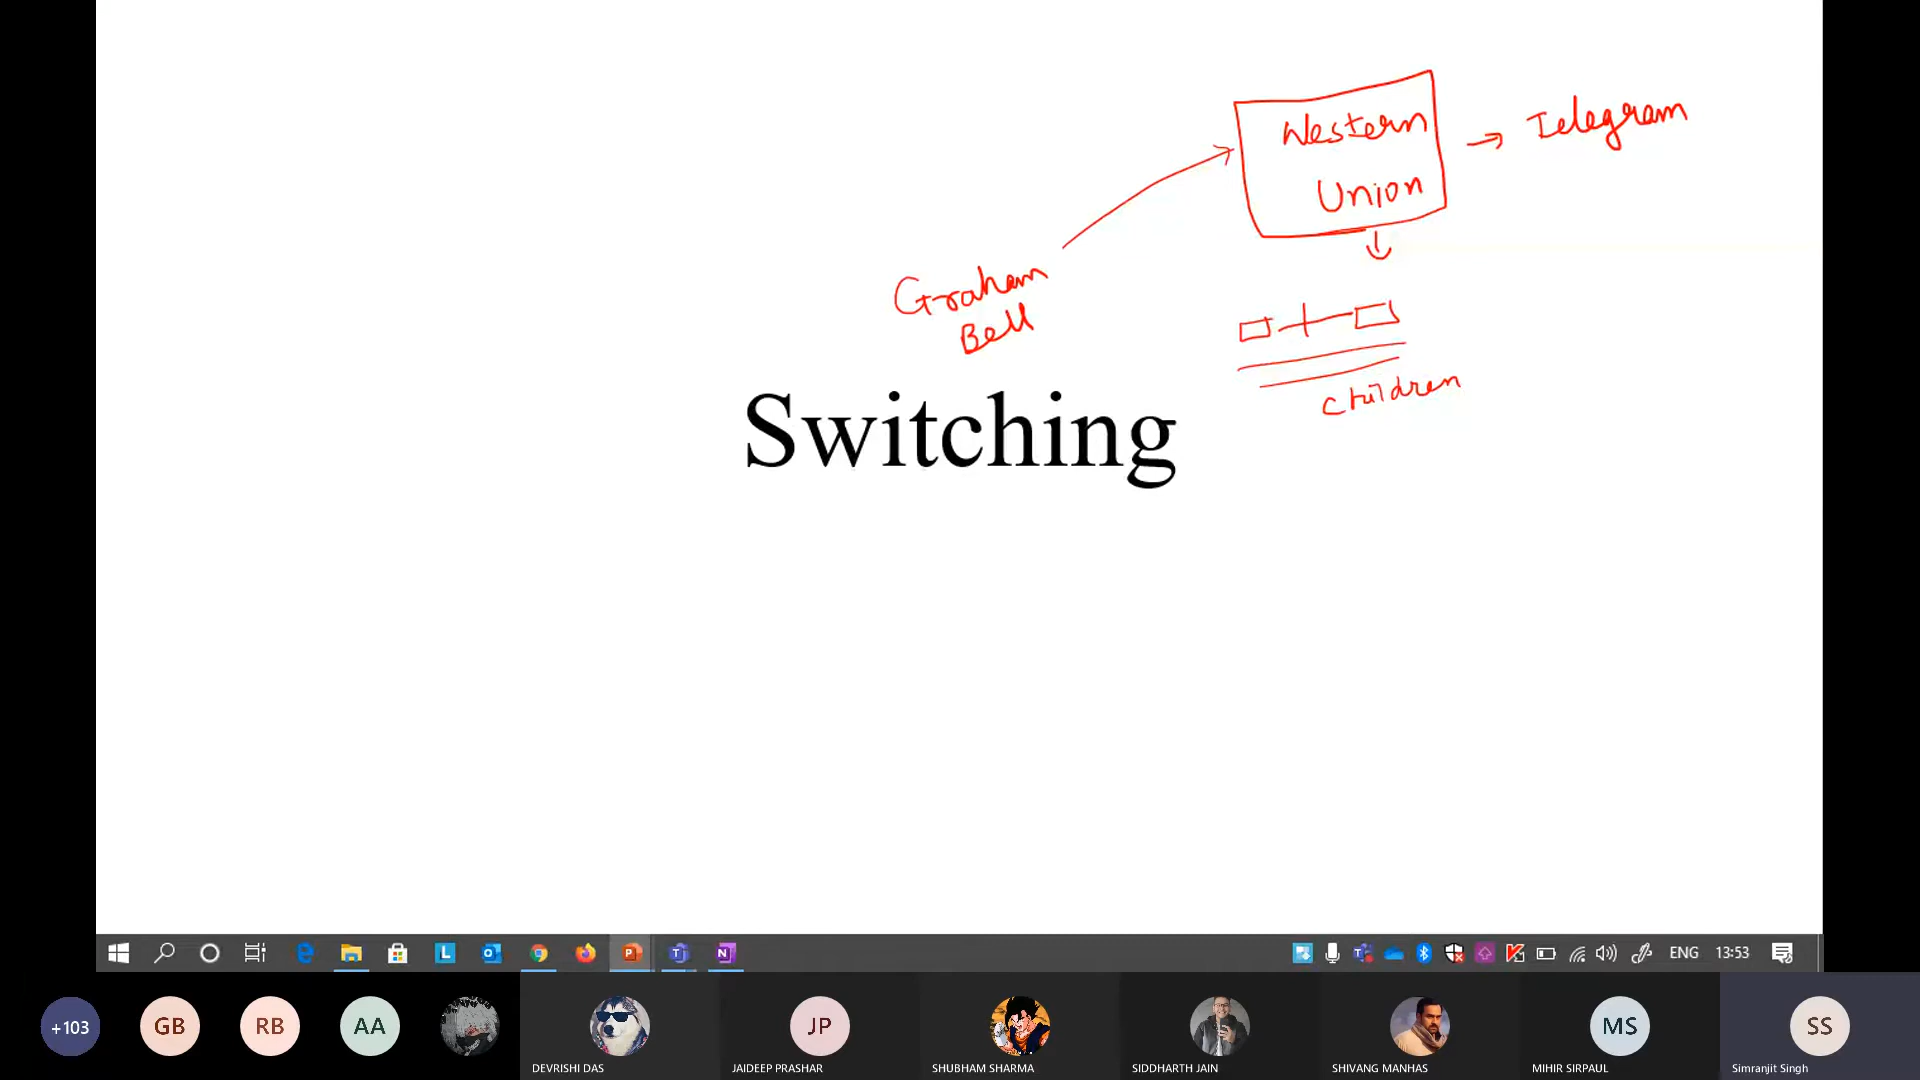 Western
Union
→ Telegram
Graham
Bell
children
Switching
ENG 13:53
+103
GB
RB
AA
JP
MS
SS
DEVRISHI DAS
JAIDEEP PRASHAR
SHUBHAM SHARMA
SIDDHARTH JAIN
SHIVANG MANHAS
MIHIR SIRPAUL
Simranjit Singh